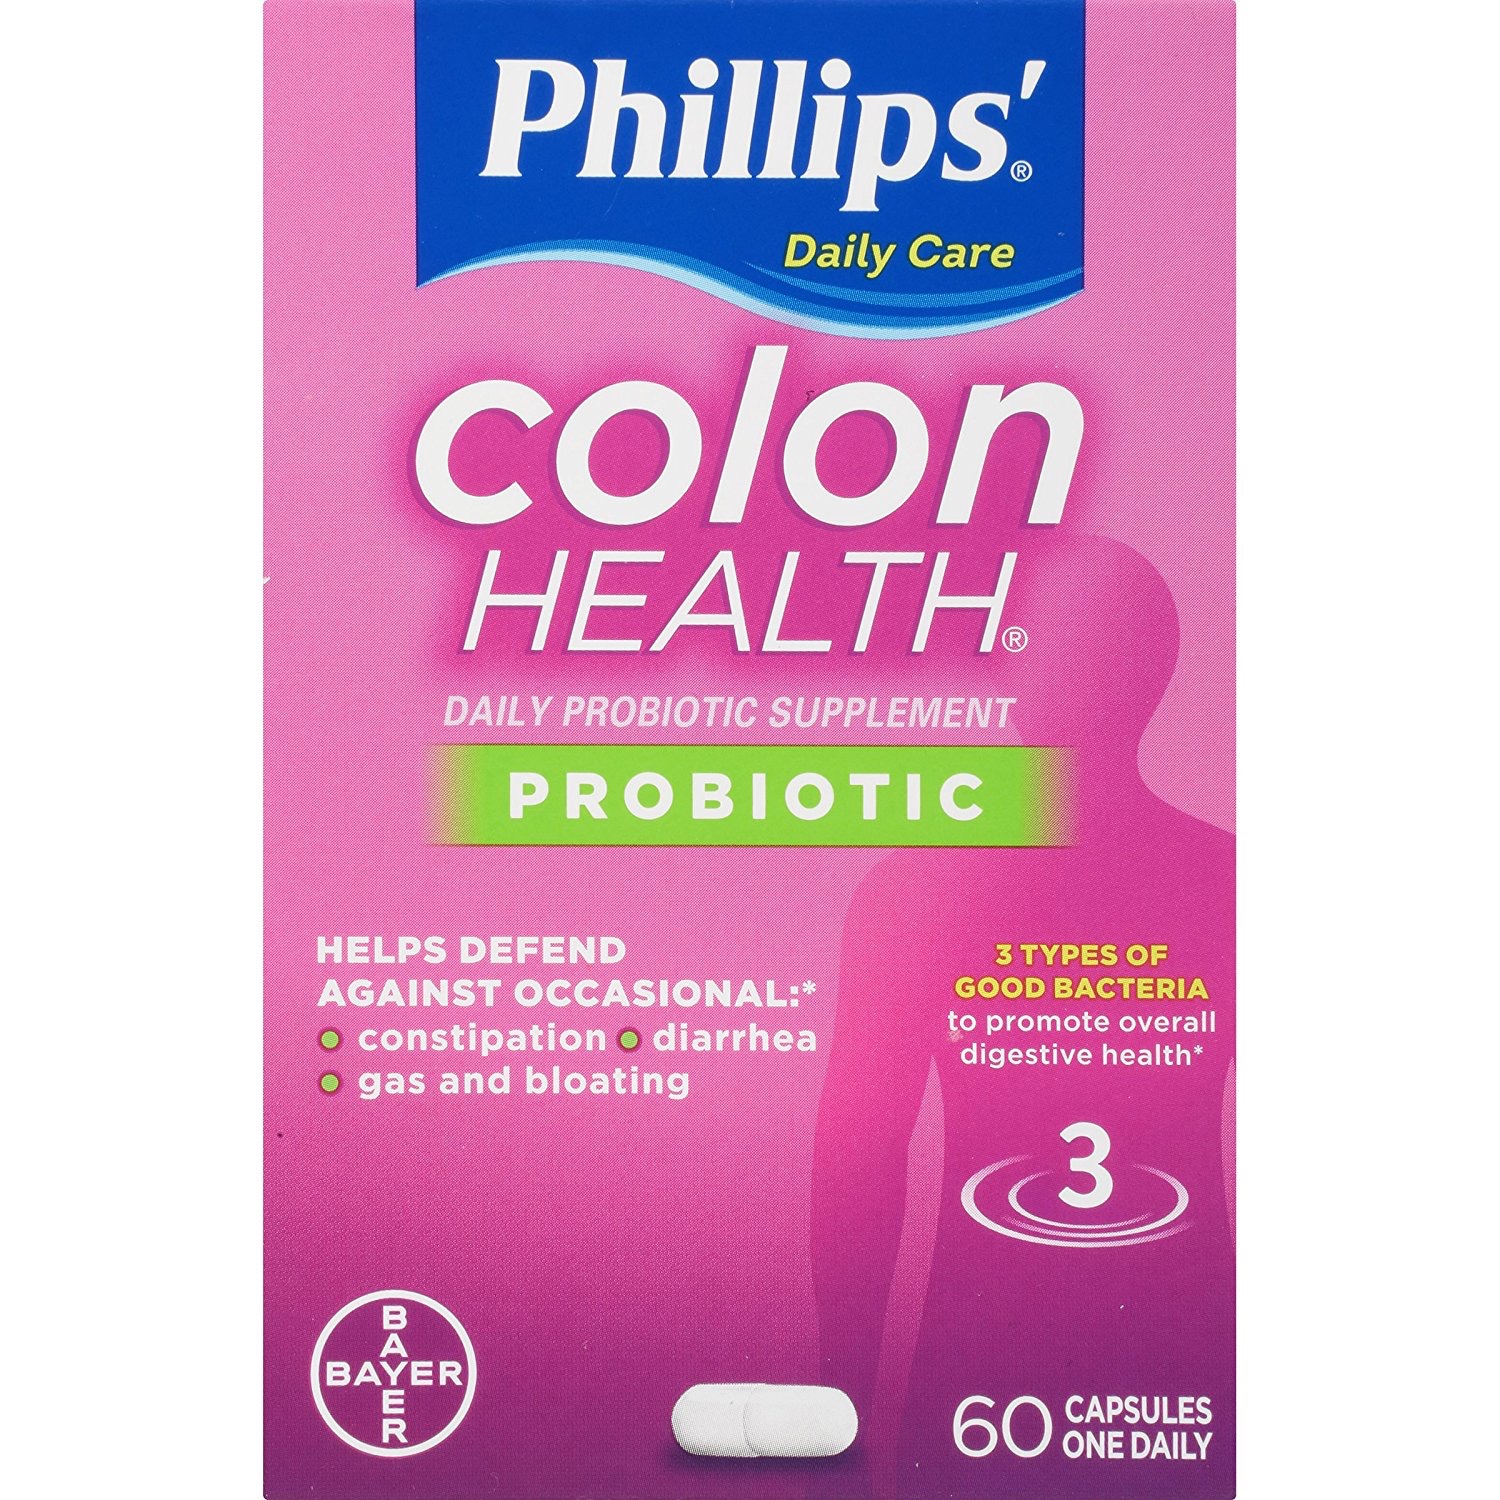 Phillips'®
Daily Care
colon
HEALTH®
DAILY PROBIOTIC SUPPLEMENT
PROBIOTIC
HELPS DEFEND
AGAINST OCCASIONAL:*
• constipation • diarrhea
• gas and bloating
3 TYPES OF
GOOD BACTERIA
to promote overall
digestive health*
3
BAYER
BAYER
60 CAPSULES
ONE DAILY